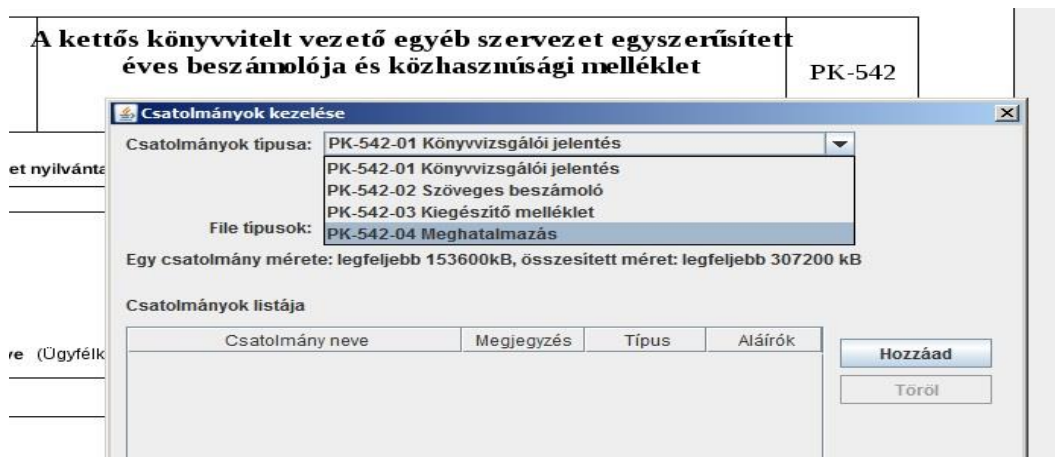 A kettős könyvvitelt vezető egyéb szervezet egyszerűsített
éves beszámolója és közhasznúsági melléklet
PK-542
Csatolmányok kezelése
Csatolmányok típusa: PK-542-01 Könyvvizsgálói jelentés
PK-542-01 Könyvvizsgálói jelentés
et nyilvánta
PK-542-02 Szöveges beszámoló
PK-542-03 Kiegészítő melléklet
File típusok: PK-542-04 Meghatalmazás
Egy csatolmány mérete: legfeljebb 153600kB, összesített méret: legfeljebb 307200 kB
Csatolmányok listája
Csatolmány neve Megjegyzés Típus Aláírók
ve (Ügyfélk
Hozzáad
Töröl